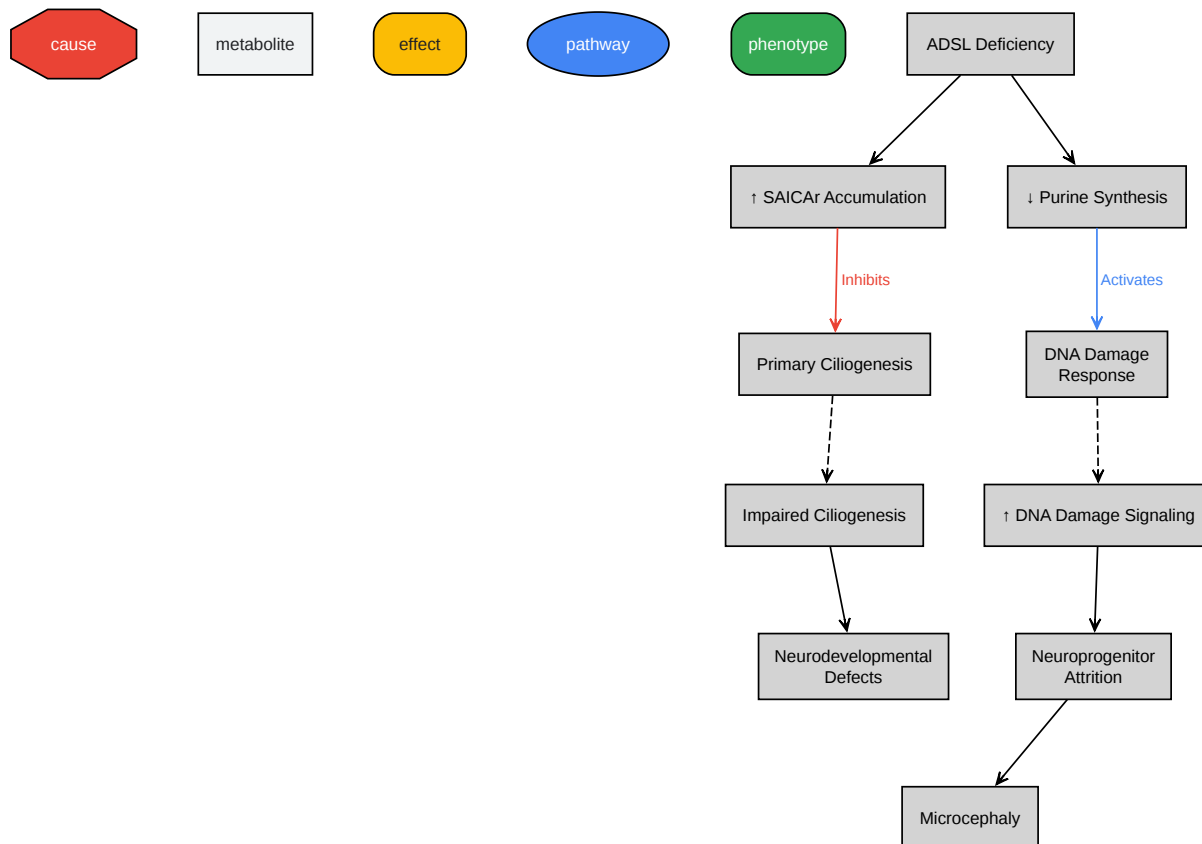 cause
metabolite
effect
pathway
phenotype
ADSL Deficiency
↑ SAICAr Accumulation
↓ Purine Synthesis
Inhibits
Activates
Primary Ciliogenesis
DNA Damage
Response
Impaired Ciliogenesis
↑ DNA Damage Signaling
Neurodevelopmental
Defects
Neuroprogenitor
Attrition
Microcephaly